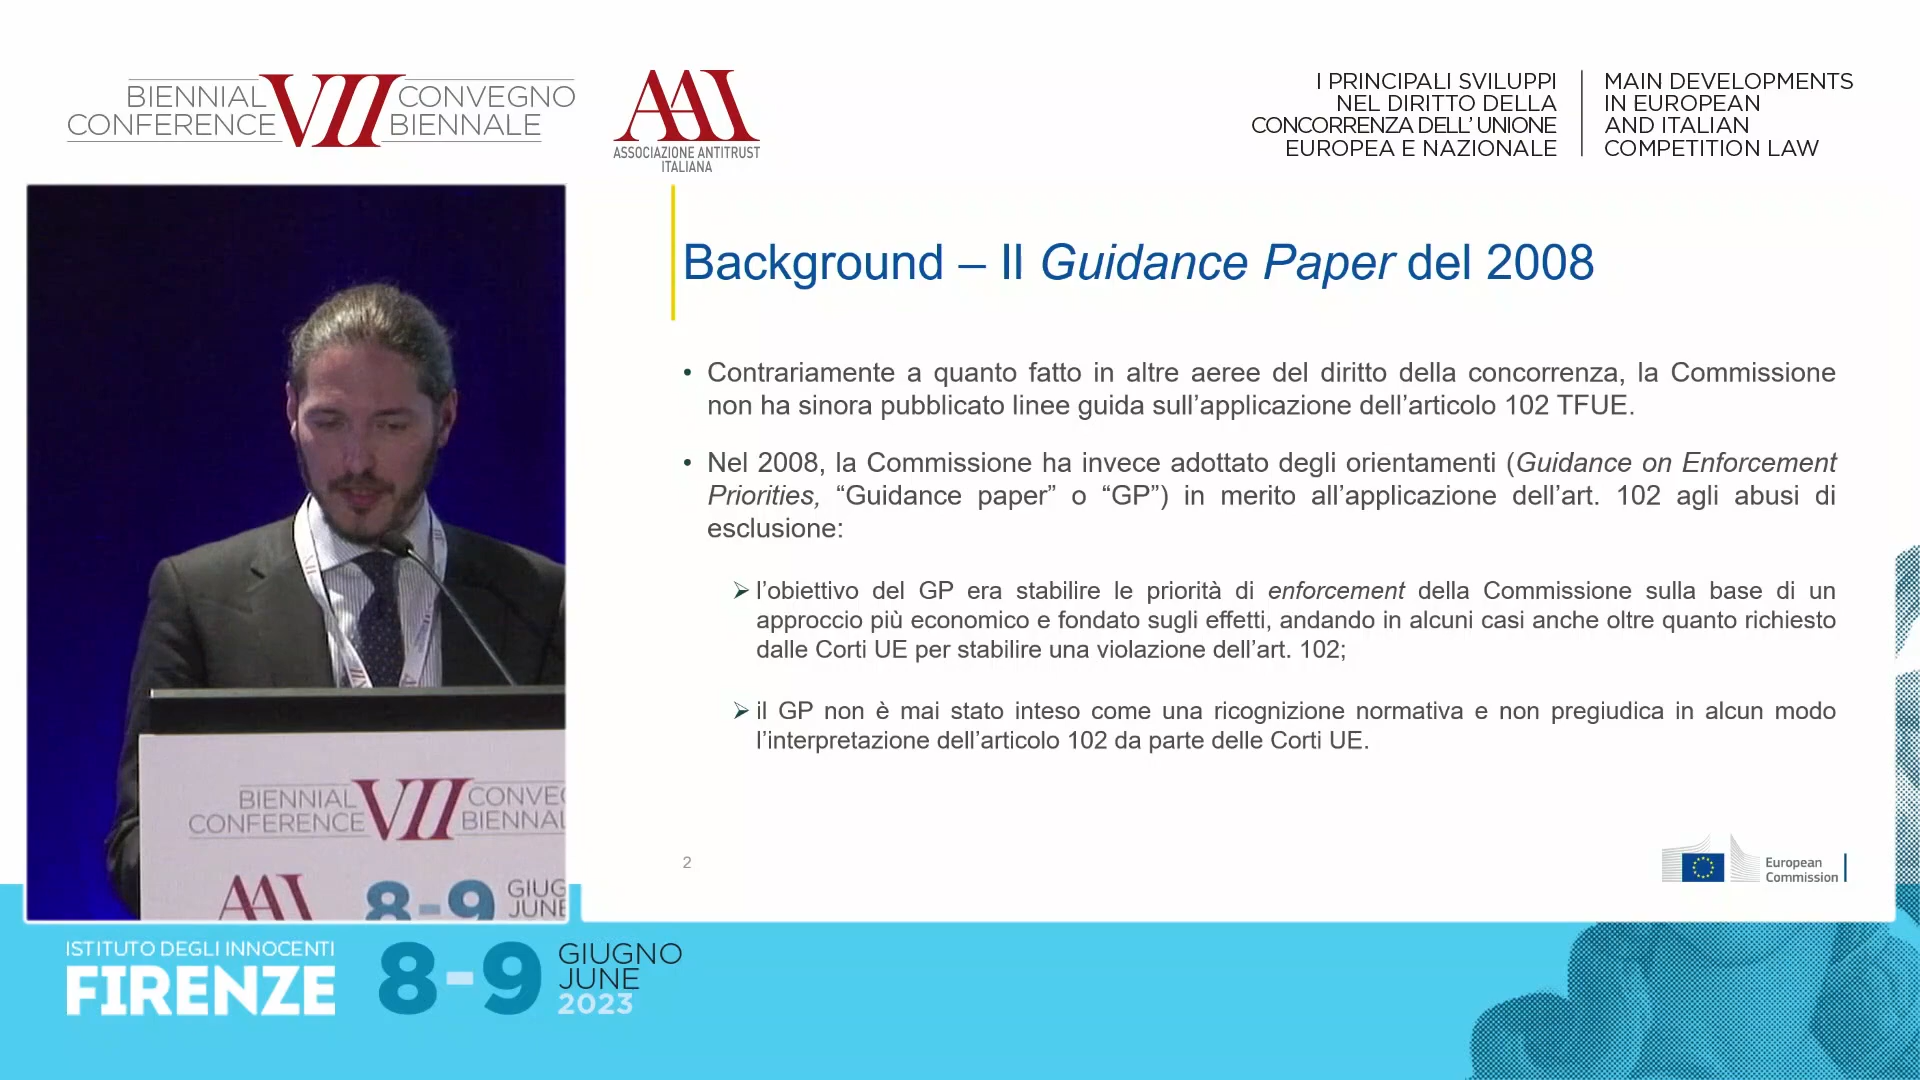 BIENNIAL CONFERENCE
VII
CONVEGNO BIENNALE
AAI
ASSOCIAZIONE ANTITRUST
ITALIANA
I PRINCIPALI SVILUPPI
NEL DIRITTO DELLA
CONCORRENZA DELL’ UNIONE
EUROPEA E NAZIONALE
MAIN DEVELOPMENTS
IN EUROPEAN
AND ITALIAN
COMPETITION LAW
Background – Il Guidance Paper del 2008
• Contrariamente a quanto fatto in altre aeree del diritto della concorrenza, la Commissione
non ha sinora pubblicato linee guida sull’applicazione dell’articolo 102 TFUE.
• Nel 2008, la Commissione ha invece adottato degli orientamenti (Guidance on Enforcement
Priorities, “Guidance paper” o “GP”) in merito all’applicazione dell’art. 102 agli abusi di
esclusione:
➢ l’obiettivo del GP era stabilire le priorità di enforcement della Commissione sulla base di un
approccio più economico e fondato sugli effetti, andando in alcuni casi anche oltre quanto richiesto
dalle Corti UE per stabilire una violazione dell’art. 102;
➢ il GP non è mai stato inteso come una ricognizione normativa e non pregiudica in alcun modo
l’interpretazione dell’articolo 102 da parte delle Corti UE.
2
European
Commission
BIENNIAL CONFERENCE
VII
CONVE
BIENNAL
AAI
8-9
GIUG
JUNE
ISTITUTO DEGLI INNOCENTI
FIRENZE
8-9
GIUGNO
JUNE
2023